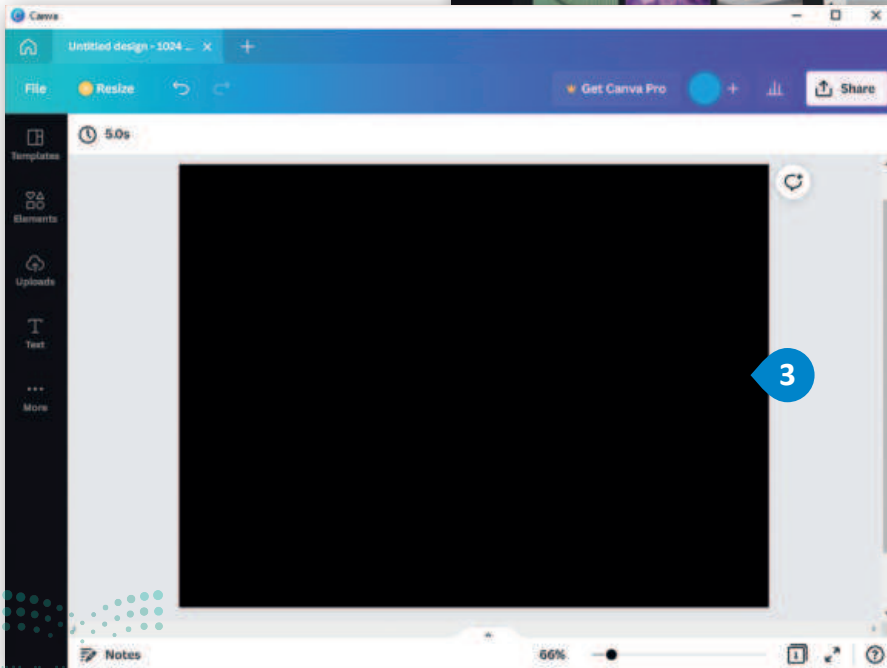 Canva
Untitled design - 1024 ... ×
File
Resize
Get Canva Pro
Share
5.0s
Templates
Elements
Uploads
Text
More
3
Notes
66%
1